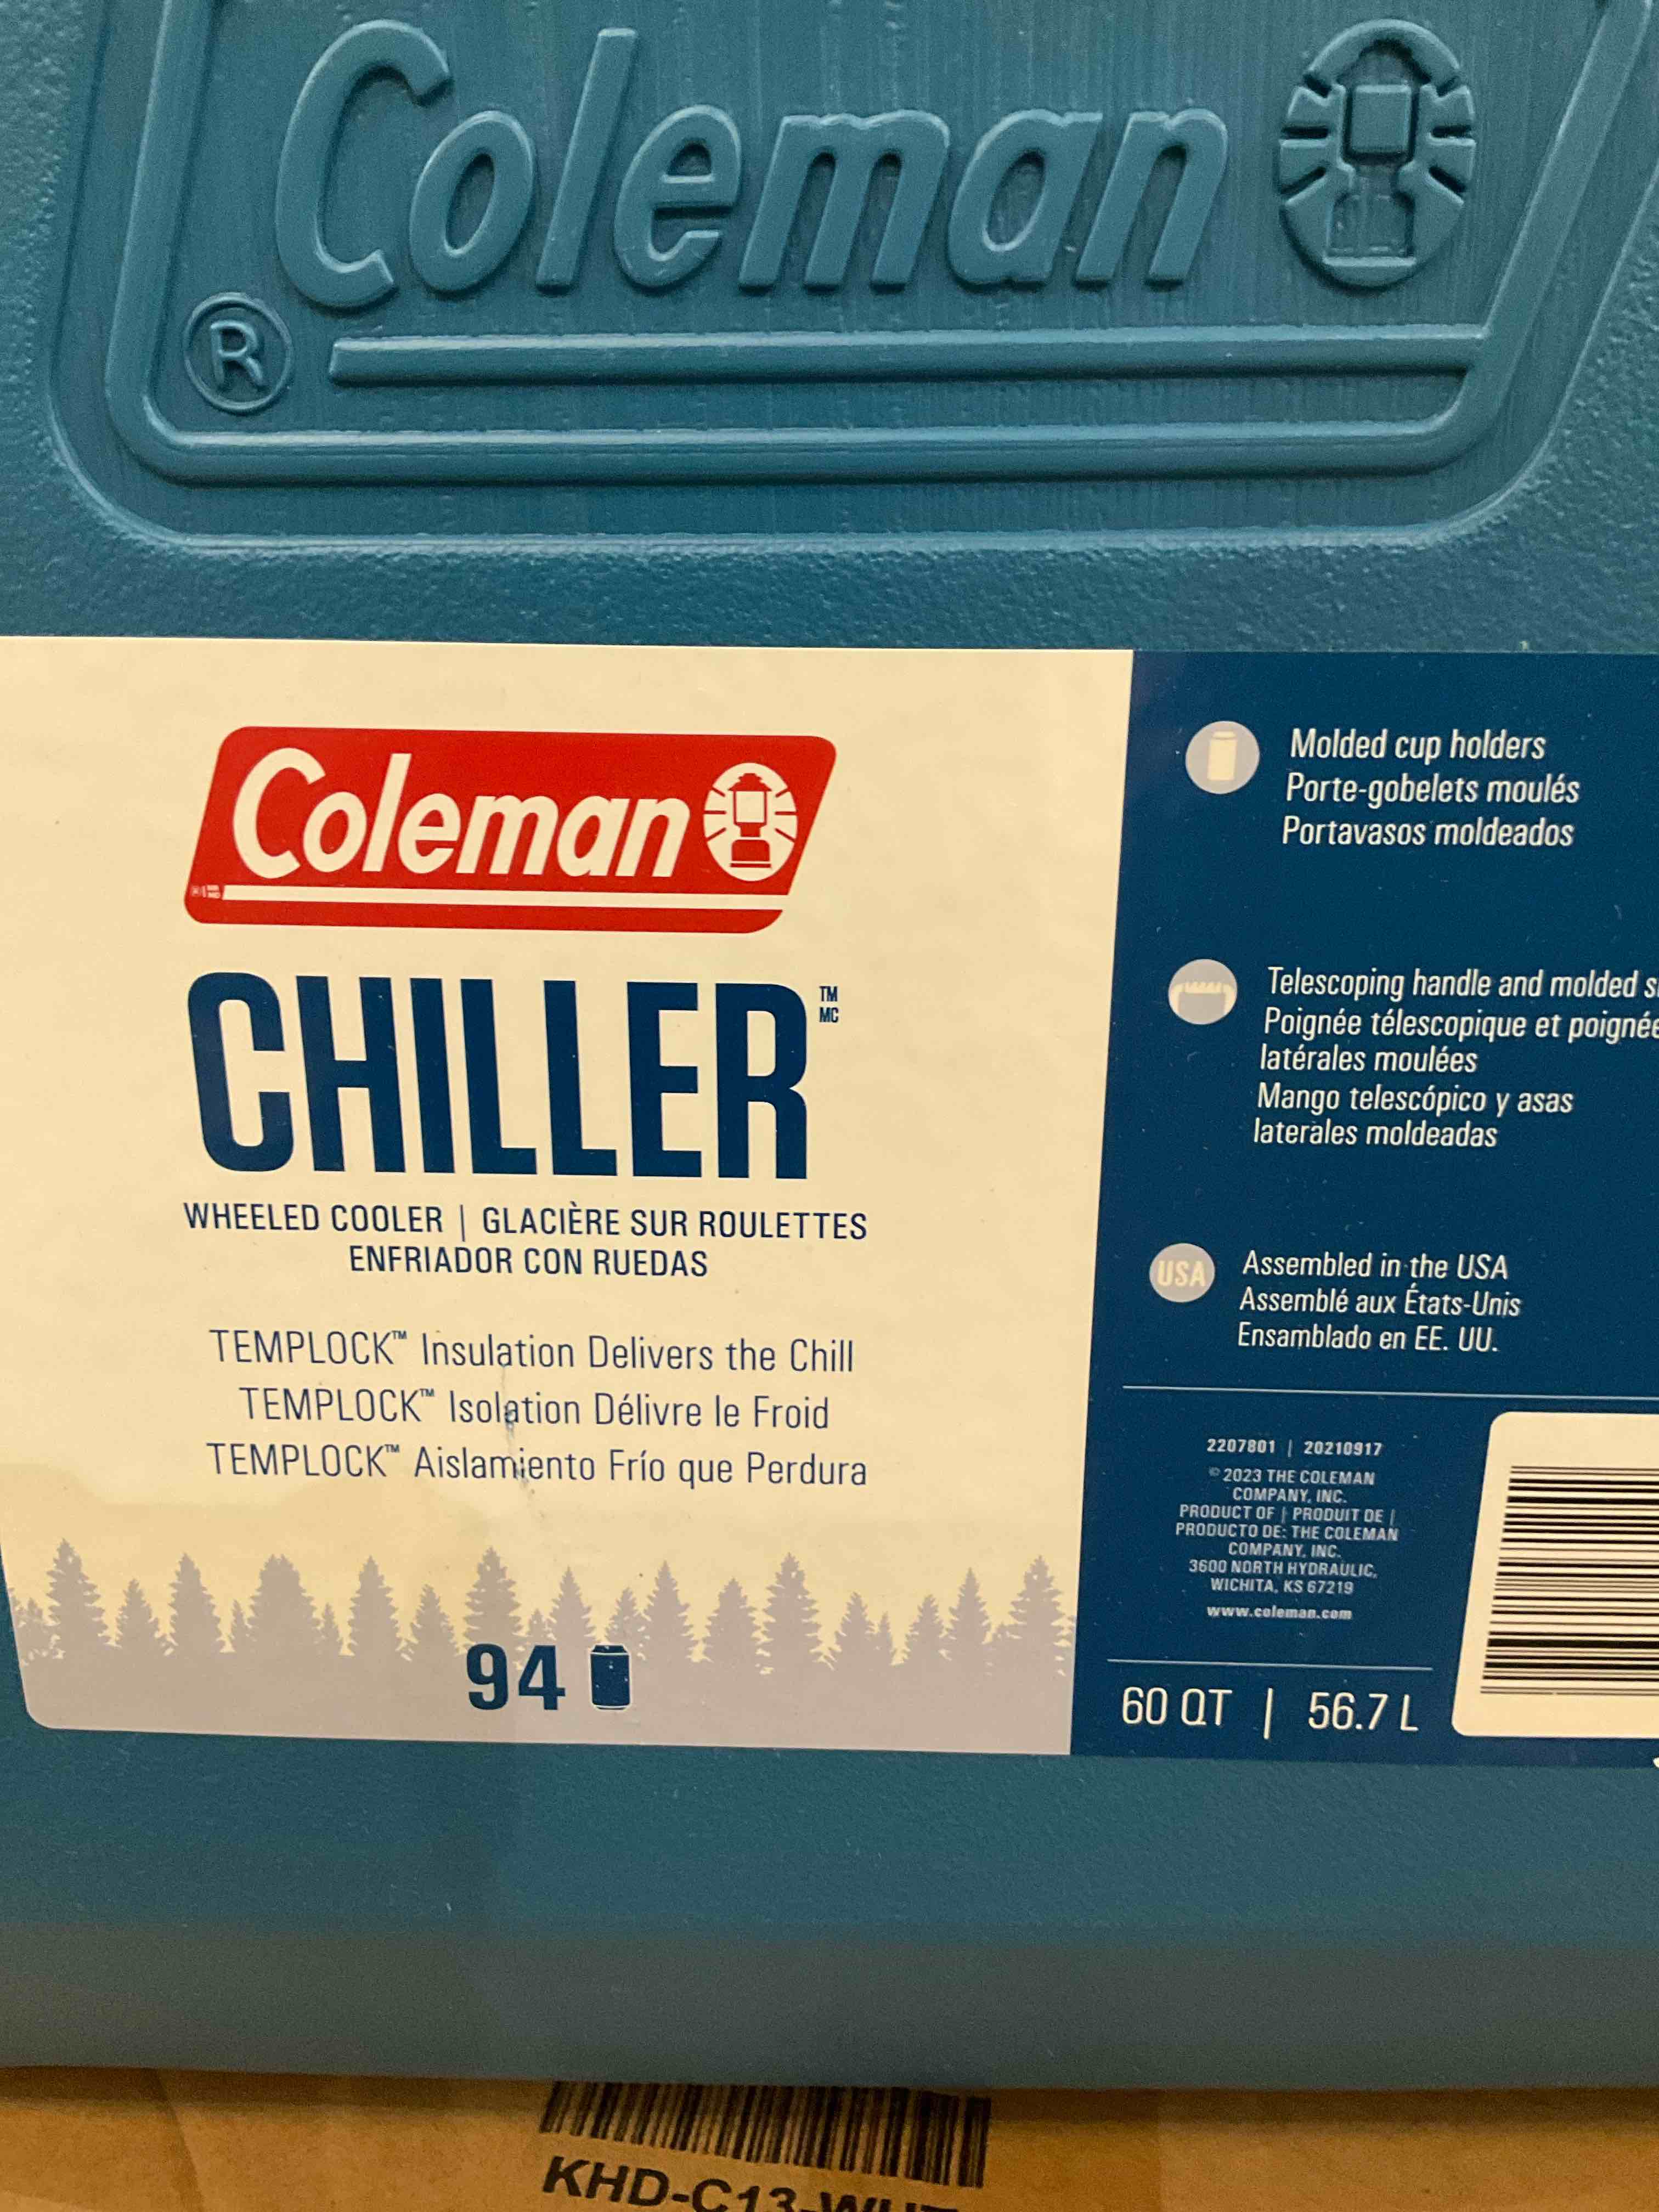 Coleman
®
Coleman
CHILLER™
MC
WHEELED COOLER | GLACIÈRE SUR ROULETTES
ENFRIADOR CON RUEDAS
TEMPLOCK™ Insulation Delivers the Chill
TEMPLOCK™ Isolation Délivre le Froid
TEMPLOCK™ Aislamiento Frío que Perdura
94
Molded cup holders
Porte-gobelets moulés
Portavasos moldeados
Telescoping handle and molded
Poignée télescopique et
latérales moulées
Mango telescópico y asas
laterales moldeadas
USA
Assembled in the USA
Assemblé aux États-Unis
Ensamblado en EE. UU.
2207801 | 20210917
© 2023 THE COLEMAN
COMPANY, INC.
PRODUCT OF | PRODUIT DE |
PRODUCTO DE: THE COLEMAN
COMPANY, INC.
3600 NORTH HYDRAULIC,
WICHITA, KS 67219
www.coleman.com
60 QT | 56.7 L